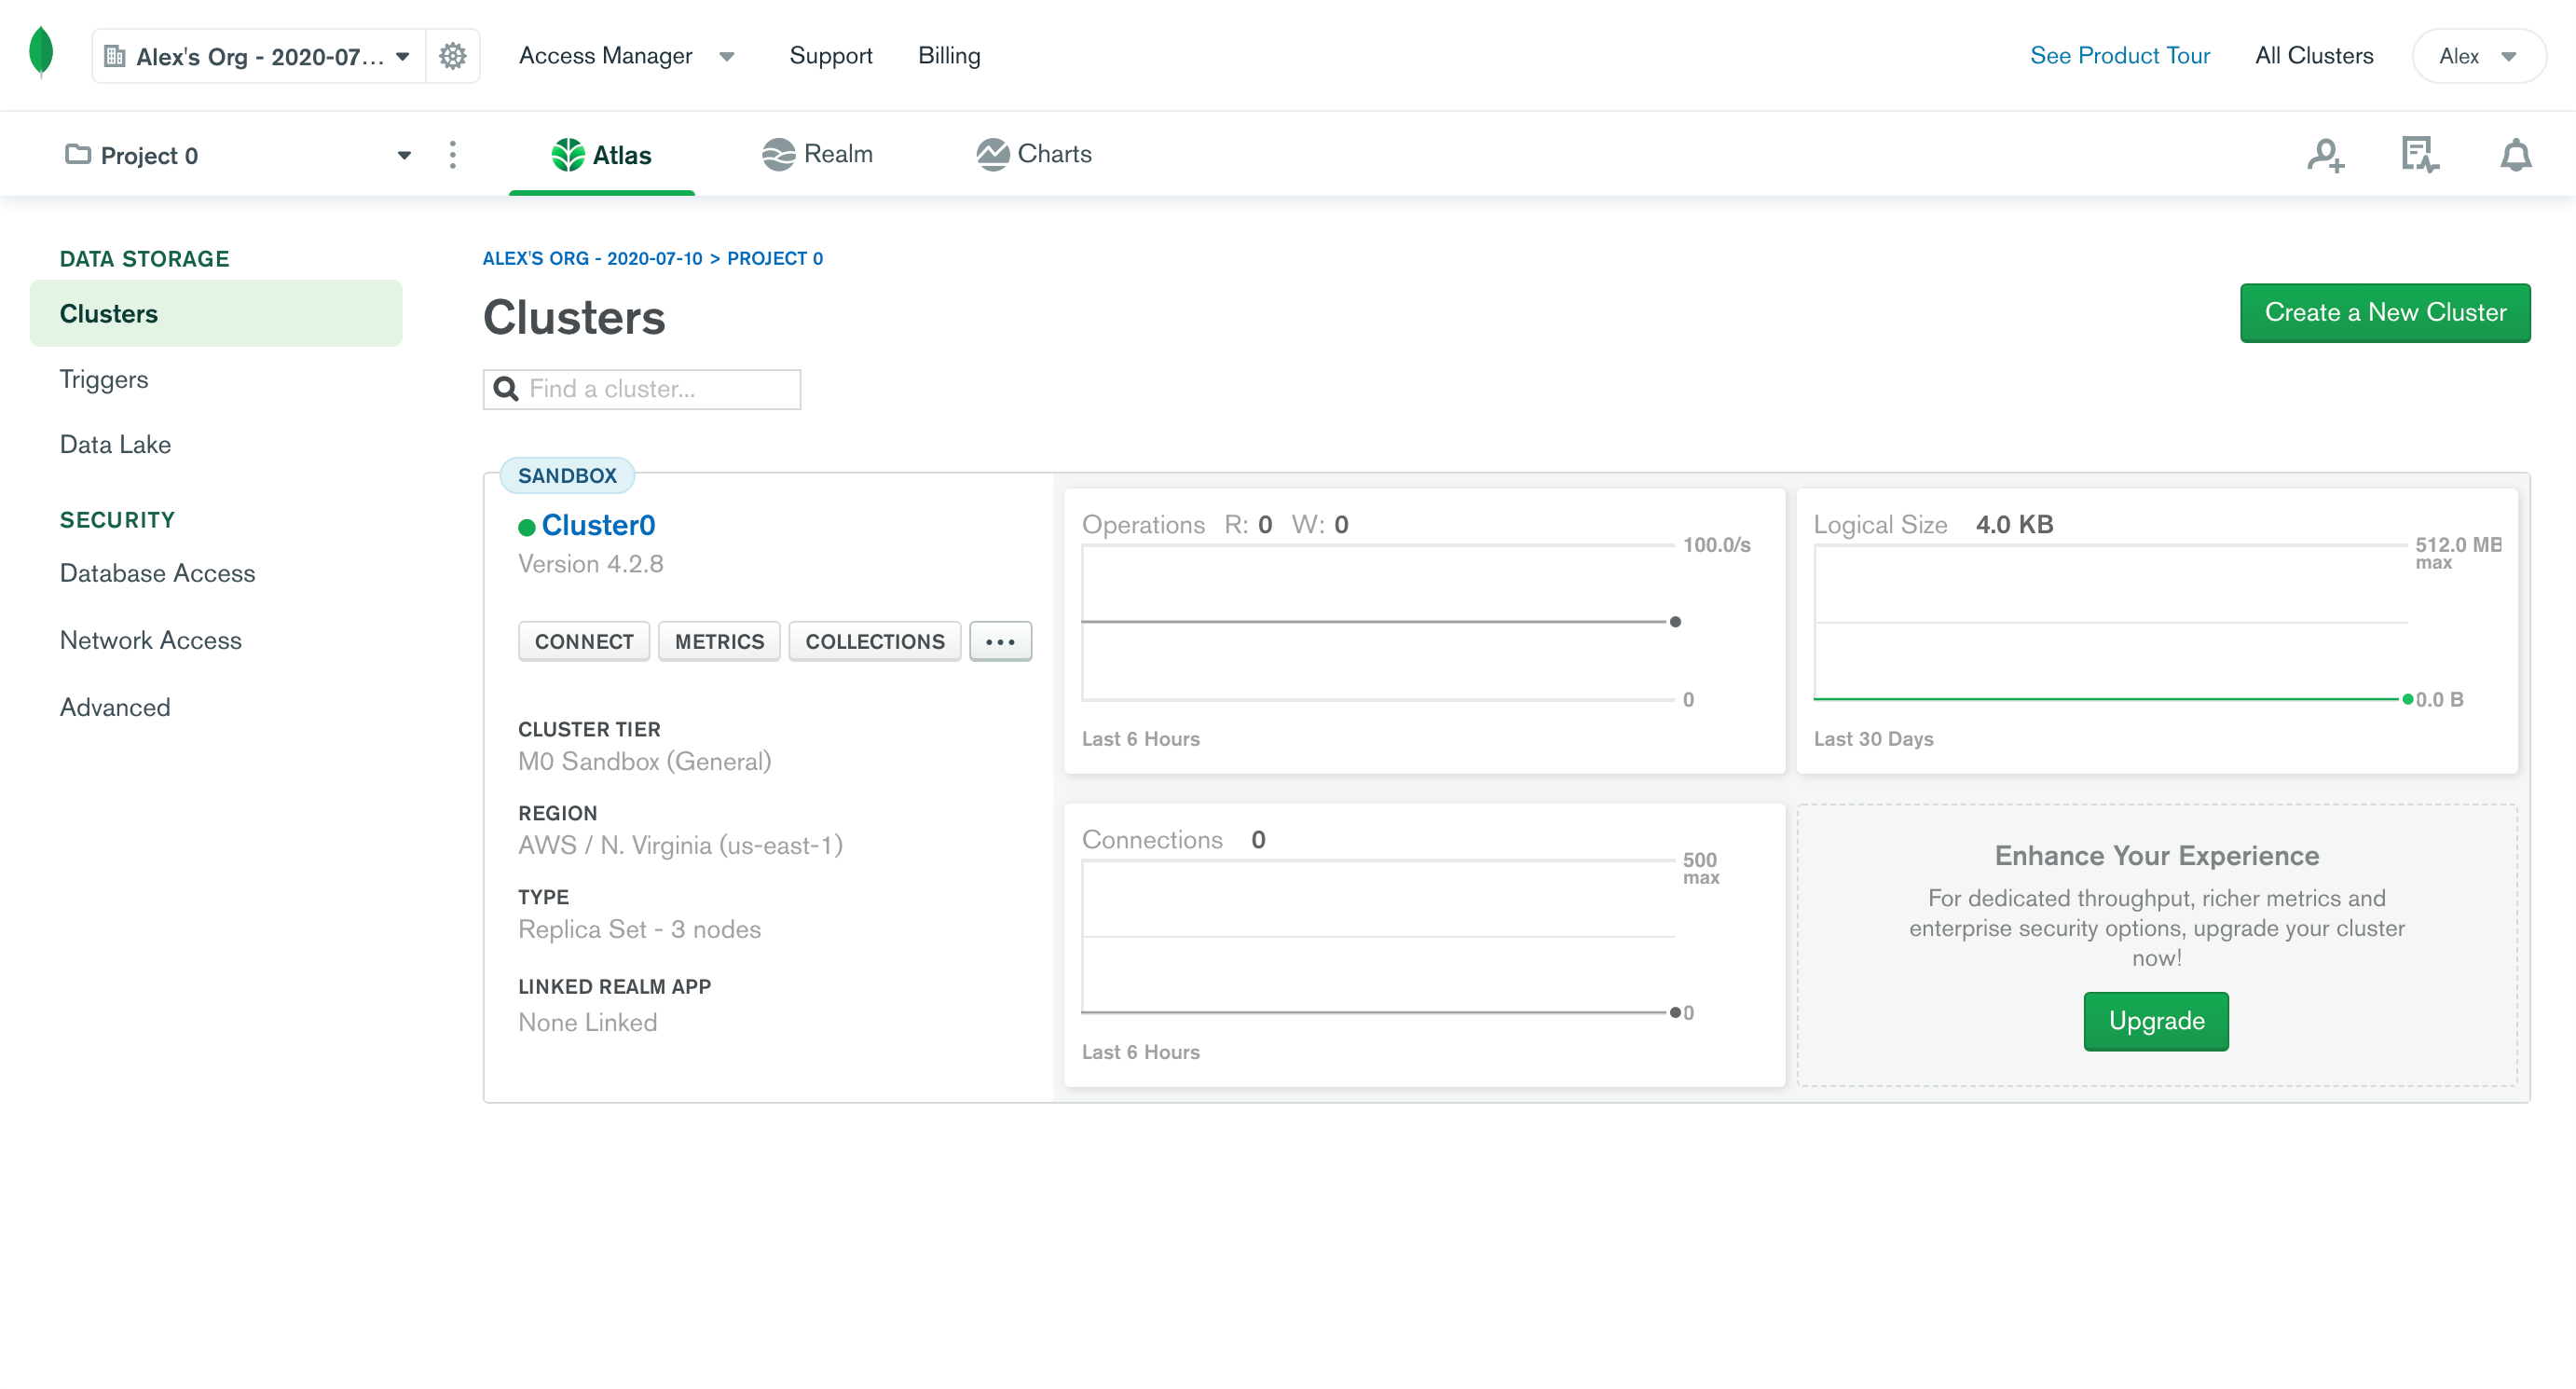 Alex's Org - 2020-07...
Access Manager
Support
Billing
See Product Tour
All Clusters
Alex
Project 0
Atlas
Realm
Charts
DATA STORAGE
Clusters
Triggers
Data Lake
SECURITY
Database Access
Network Access
Advanced
ALEX'S ORG - 2020-07-10 > PROJECT 0
Clusters
Create a New Cluster
Find a cluster...
SANDBOX
Cluster0
Version 4.2.8
CONNECT
METRICS
COLLECTIONS
...
CLUSTER TIER
M0 Sandbox (General)
REGION
AWS / N. Virginia (us-east-1)
TYPE
Replica Set - 3 nodes
LINKED REALM APP
None Linked
Operations R: 0 W: 0
100.0/s
0
Last 6 Hours
Logical Size 4.0 KB
512.0 MB
max
0.0 B
Last 30 Days
Connections 0
500
max
0
Last 6 Hours
Enhance Your Experience
For dedicated throughput, richer metrics and
enterprise security options, upgrade your cluster
now!
Upgrade